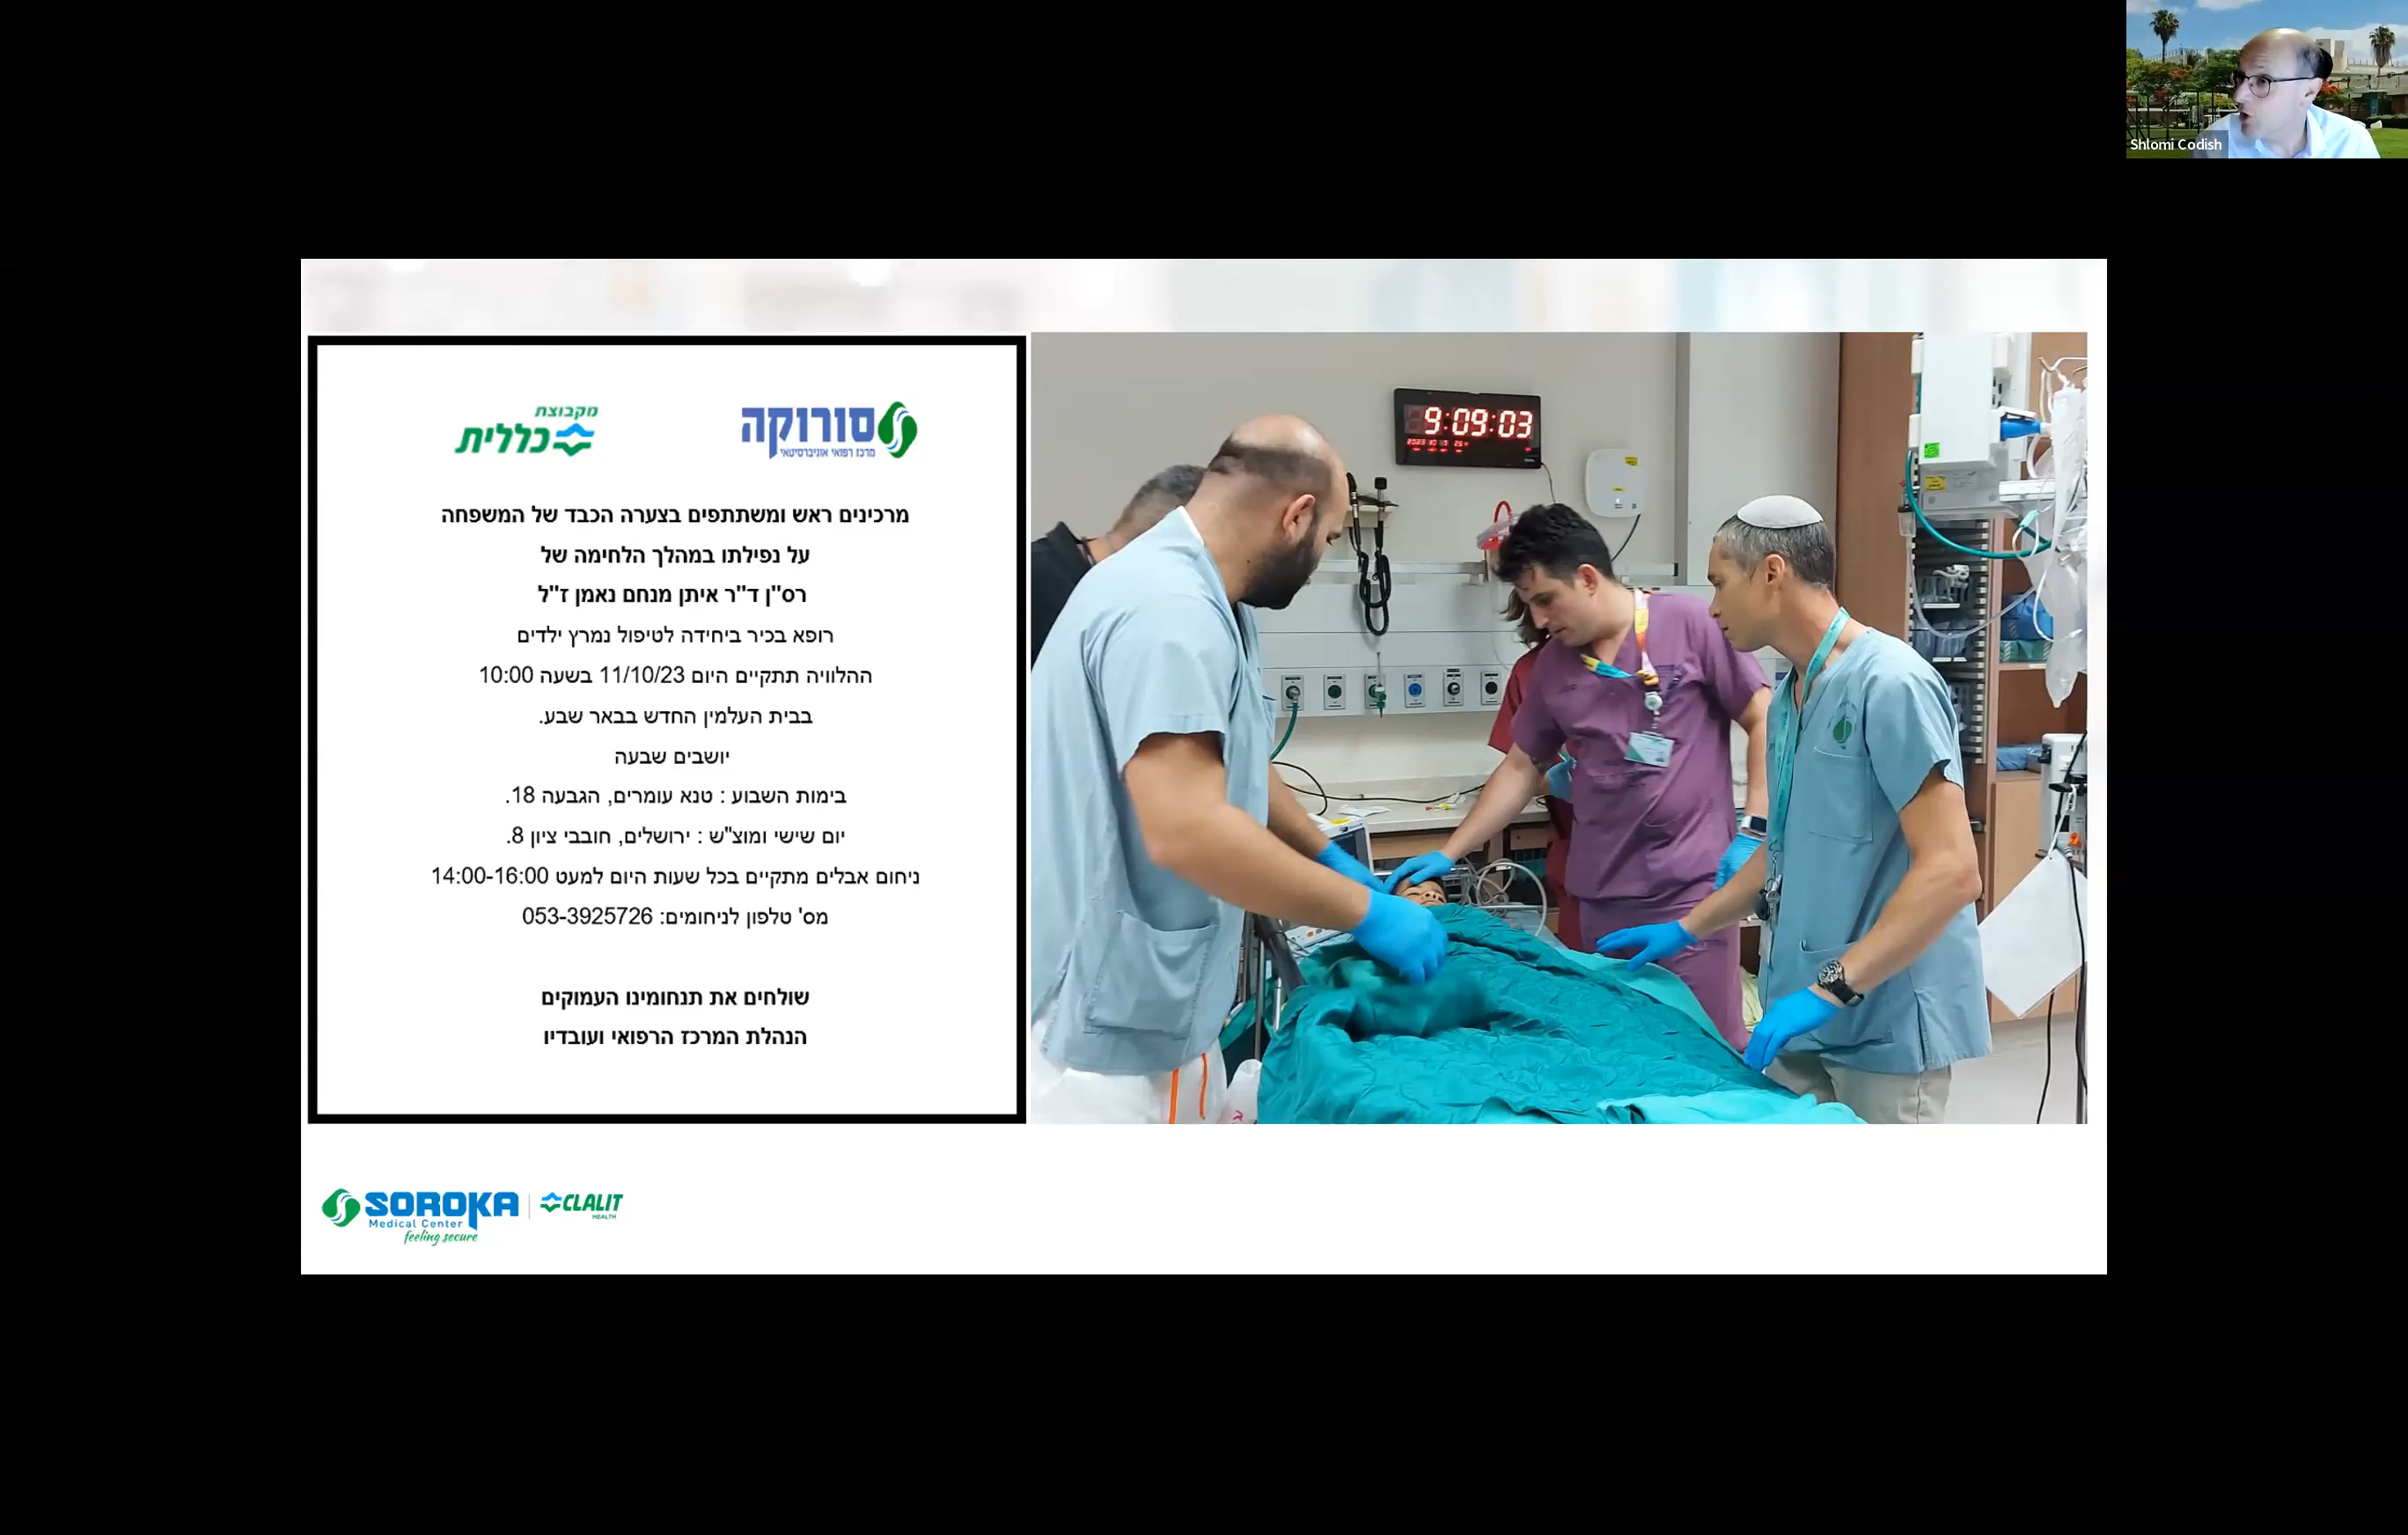 Shlomi Codish
מקבוצת
כללית
סורוקה
מרכז רפואי אוניברסיטאי
מרכינים ראש ומשתתפים בצערה הכבד של המשפחה
על נפילתו במהלך הלחימה של
רס"ן ד"ר איתן מנחם נאמן ז"ל
רופא בכיר ביחידה לטיפול נמרץ ילדים
ההלוויה תתקיים היום 11/10/23 בשעה 10:00
בבית העלמין החדש בבאר שבע.
יושבים שבעה
בימות השבוע : טנא עומרים, הגבעה 18.
יום שישי ומוצ"ש : ירושלים, חובבי ציון 8.
ניחום אבלים מתקיים בכל שעות היום למעט 14:00-16:00
מס' טלפון לניחומים: 053-3925726
שולחים את תנחומינו העמוקים
הנהלת המרכז הרפואי ועובדיו
9:09:03
SOROKA
Medical Center
feeling secure
CLALIT
HEALTH